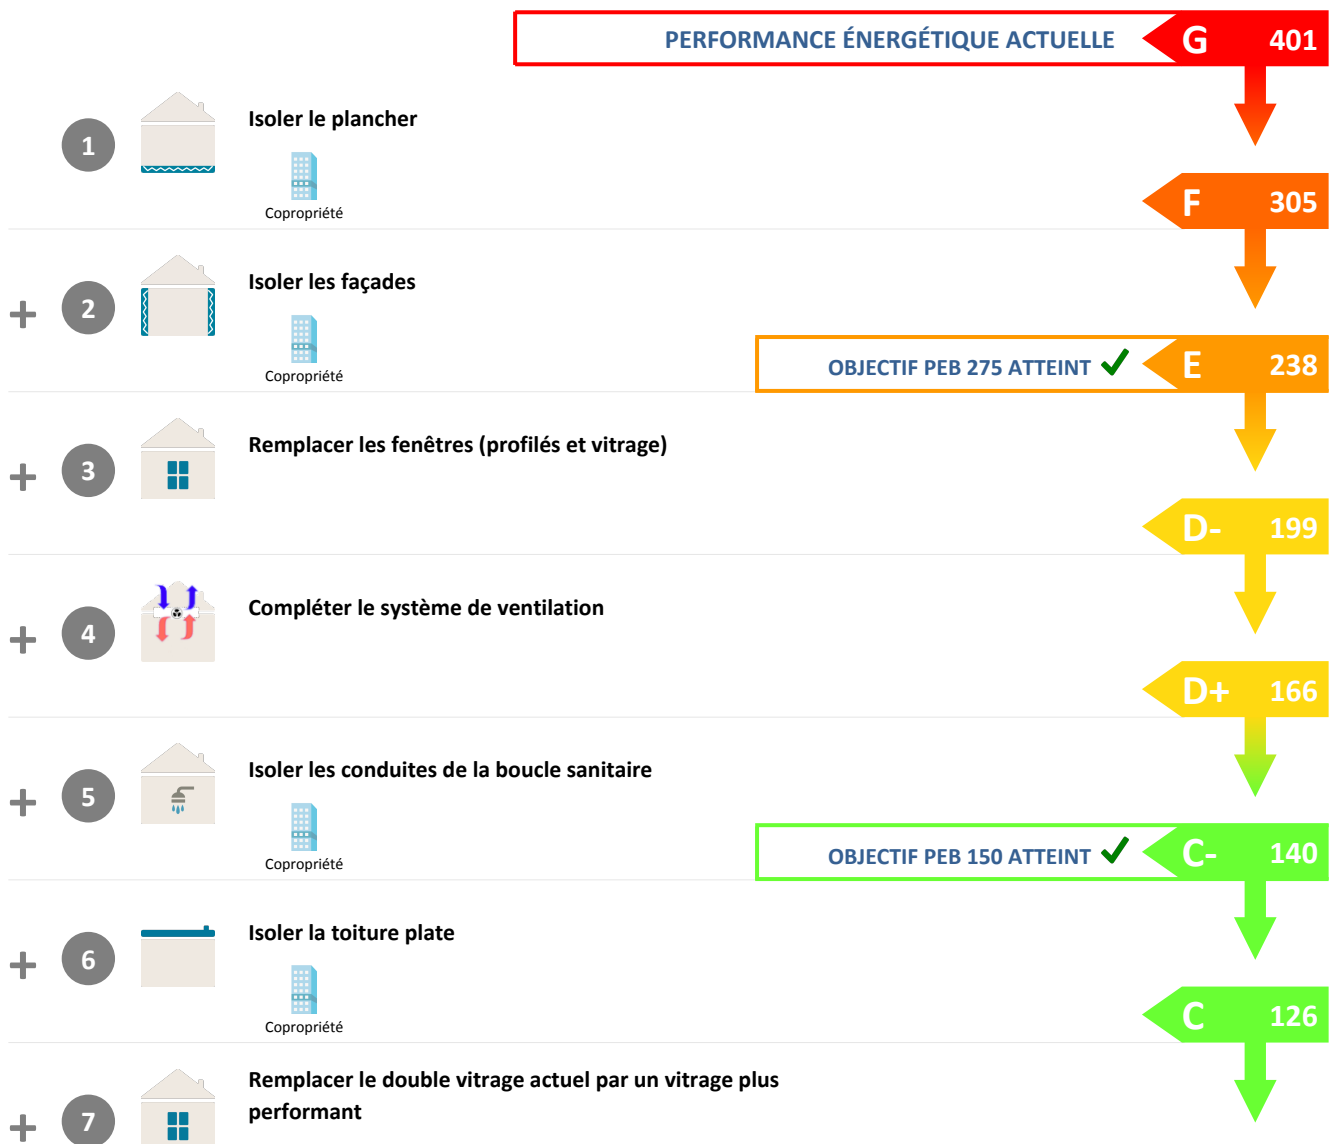 PERFORMANCE ÉNERGÉTIQUE ACTUELLE G 401
1 Isoler le plancher
Copropriété
F 305
+ 2 Isoler les façades
Copropriété
OBJECTIF PEB 275 ATTEINT E 238
+ 3 Remplacer les fenêtres (profilés et vitrage)
D- 199
+ 4 Compléter le système de ventilation
D+ 166
+ 5 Isoler les conduites de la boucle sanitaire
Copropriété
OBJECTIF PEB 150 ATTEINT C- 140
+ 6 Isoler la toiture plate
Copropriété
C 126
+ 7 Remplacer le double vitrage actuel par un vitrage plus
performant